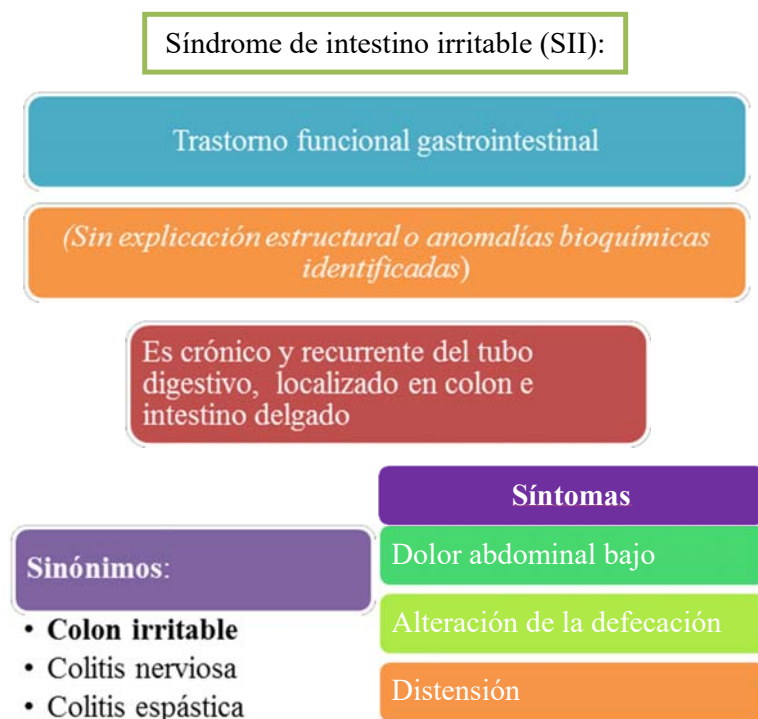 Síndrome de intestino irritable (SII):
Trastorno funcional gastrointestinal
(Sin explicación estructural o anomalías bioquímicas
identificadas)
Es crónico y recurrente del tubo
digestivo, localizado en colon e
intestino delgado
Sinónimos:
• Colon irritable
• Colitis nerviosa
• Colitis espástica
Síntomas
Dolor abdominal bajo
Alteración de la defecación
Distensión